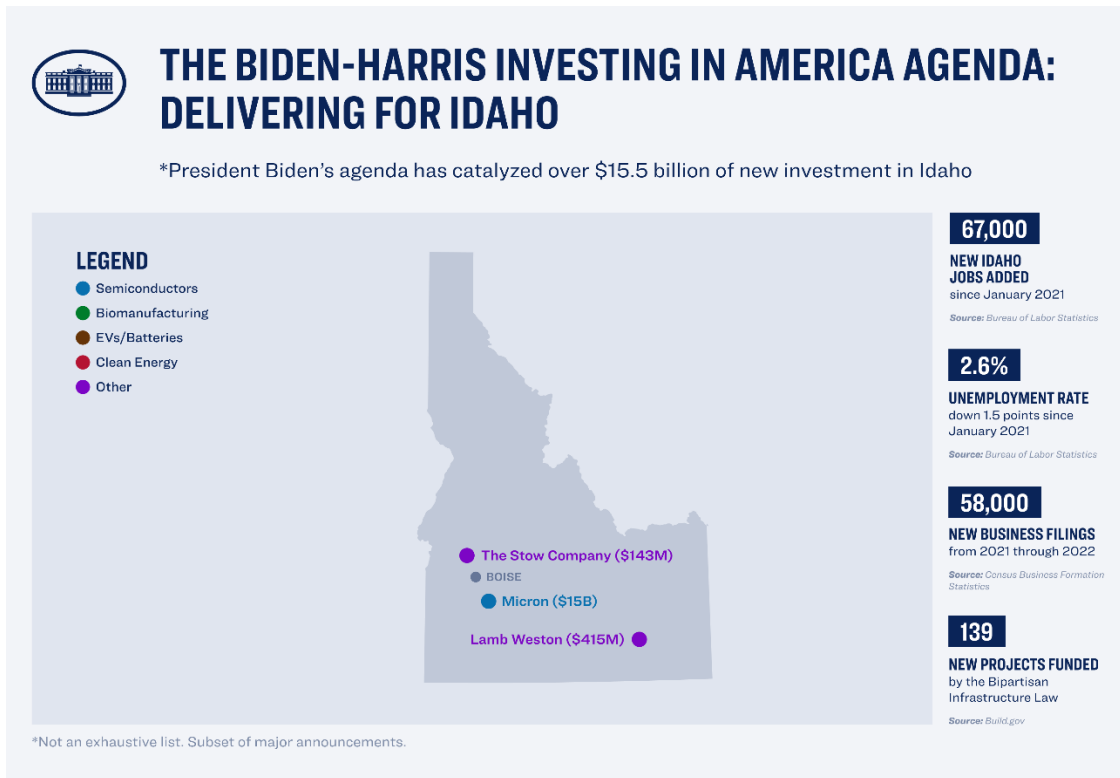 THE BIDEN-HARRIS INVESTING IN AMERICA AGENDA:
DELIVERING FOR IDAHO
*President Biden's agenda has catalyzed over $15.5 billion of new investment in Idaho
LEGEND
Semiconductors
Biomanufacturing
EVs/Batteries
Clean Energy
Other
The Stow Company ($143M)
BOISE
Micron ($15B)
Lamb Weston ($415M)
67,000
NEW IDAHO
JOBS ADDED
since January 2021
Source: Bureau of Labor Statistics
2.6%
UNEMPLOYMENT RATE
down 1.5 points since
January 2021
Source: Bureau of Labor Statistics
58,000
NEW BUSINESS FILINGS
from 2021 through 2022
Source: Census Business Formation
Statistics
139
NEW PROJECTS FUNDED
by the Bipartisan
Infrastructure Law
Source: Build.gov
*Not an exhaustive list. Subset of major announcements.